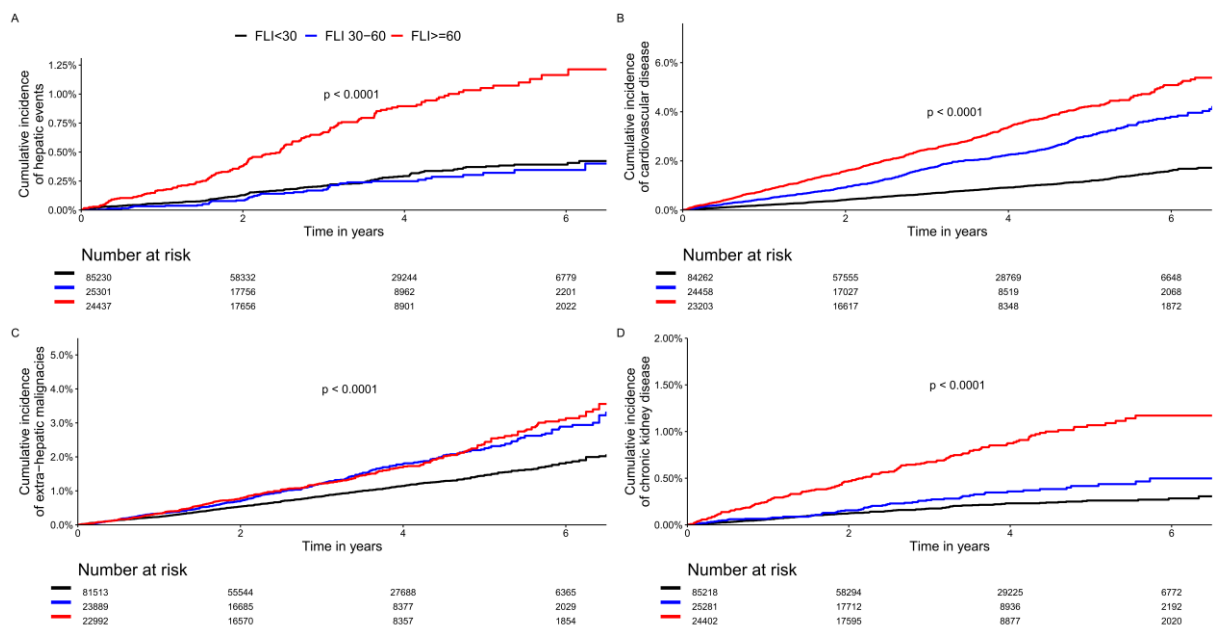 A
FLI<30 FLI 30−60 FLI>=60
Cumulative incidence
of hepatic events
1.25%
1.00%
0.75%
0.50%
0.25%
0.00%
p < 0.0001
0 2 4 6
Time in years
Number at risk
85230 58332 29244 6779
25301 17756 8962 2201
24437 17656 8901 2022
B
Cumulative incidence
of cardiovascular disease
6.0%
4.0%
2.0%
0.0%
p < 0.0001
0 2 4 6
Time in years
Number at risk
84262 57555 28769 6648
24458 17027 8519 2068
23203 16617 8348 1872
C
Cumulative incidence
of extra−hepatic malignacies
5.0%
4.0%
3.0%
2.0%
1.0%
0.0%
p < 0.0001
0 2 4 6
Time in years
Number at risk
81513 55544 27688 6365
23889 16685 8377 2029
22992 16570 8357 1854
D
Cumulative incidence
of chronic kidney disease
2.00%
1.50%
1.00%
0.50%
0.00%
p < 0.0001
0 2 4 6
Time in years
Number at risk
85218 58294 29225 6772
25281 17712 8936 2192
24402 17595 8877 2020